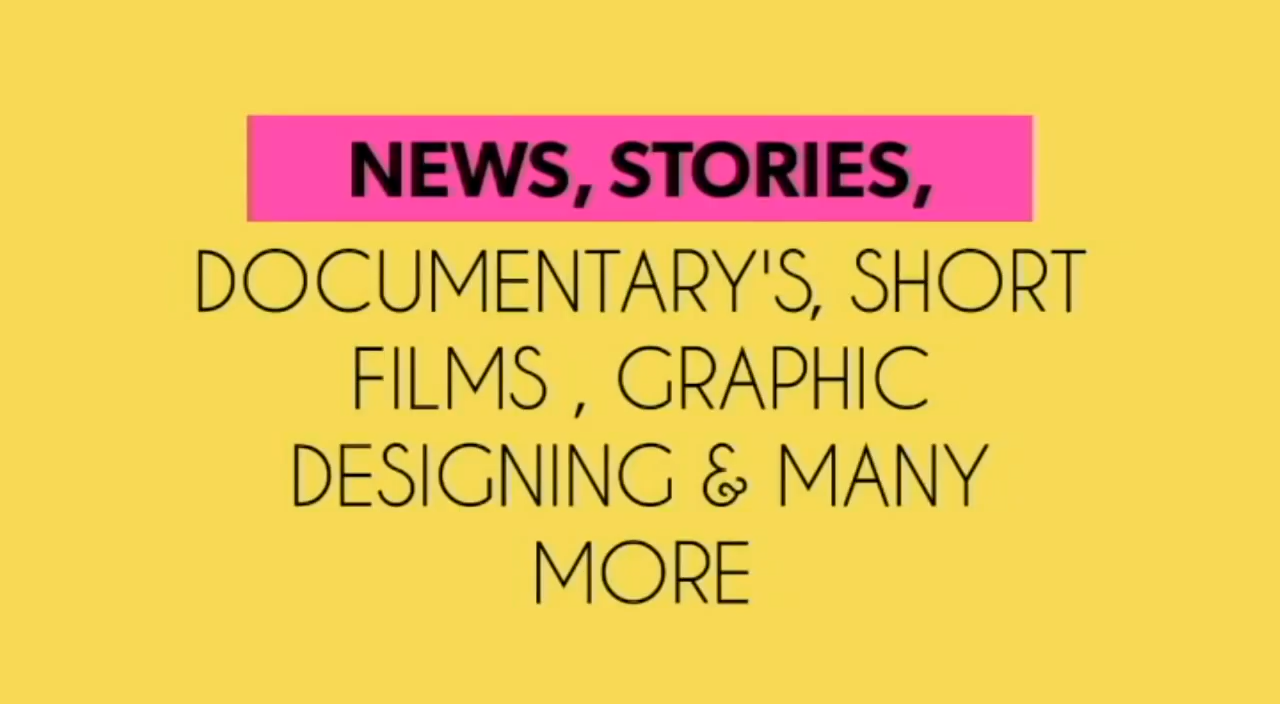 NEWS, STORIES,
DOCUMENTARY'S, SHORT
FILMS , GRAPHIC
DESIGNING & MANY
MORE